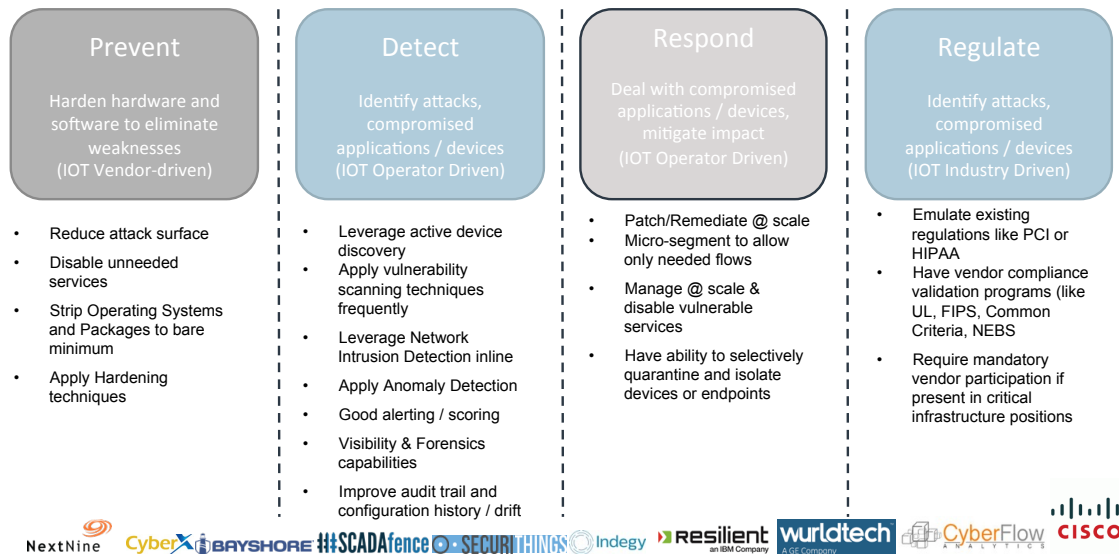 Prevent
Harden hardware and
software to eliminate
weaknesses
(IOT Vendor-driven)
• Reduce attack surface
• Disable unneeded
services
• Strip Operating Systems
and Packages to bare
minimum
• Apply Hardening
techniques
Detect
Identify attacks,
compromised
applications / devices
(IOT Operator Driven)
• Leverage active device
discovery
• Apply vulnerability
scanning techniques
frequently
• Leverage Network
Intrusion Detection inline
• Apply Anomaly Detection
• Good alerting / scoring
• Visibility & Forensics
capabilities
• Improve audit trail and
configuration history / drift
Respond
Deal with compromised
applications / devices,
mitigate impact
(IOT Operator Driven)
• Patch/Remediate @ scale
• Micro-segment to allow
only needed flows
• Manage @ scale &
disable vulnerable
services
• Have ability to selectively
quarantine and isolate
devices or endpoints
Regulate
Identify attacks,
compromised
applications / devices
(IOT Industry Driven)
• Emulate existing
regulations like PCI or
HIPAA
• Have vendor compliance
validation programs (like
UL, FIPS, Common
Criteria, NEBS
• Require mandatory
vendor participation if
present in critical
infrastructure positions
NextNine
CyberX
BAYSHORE
SCADAfence
SECURITHINGS
Indegy
resilient
an IBM Company
wurldtech
A GE Company
CyberFlow
ANALYTICS
CISCO